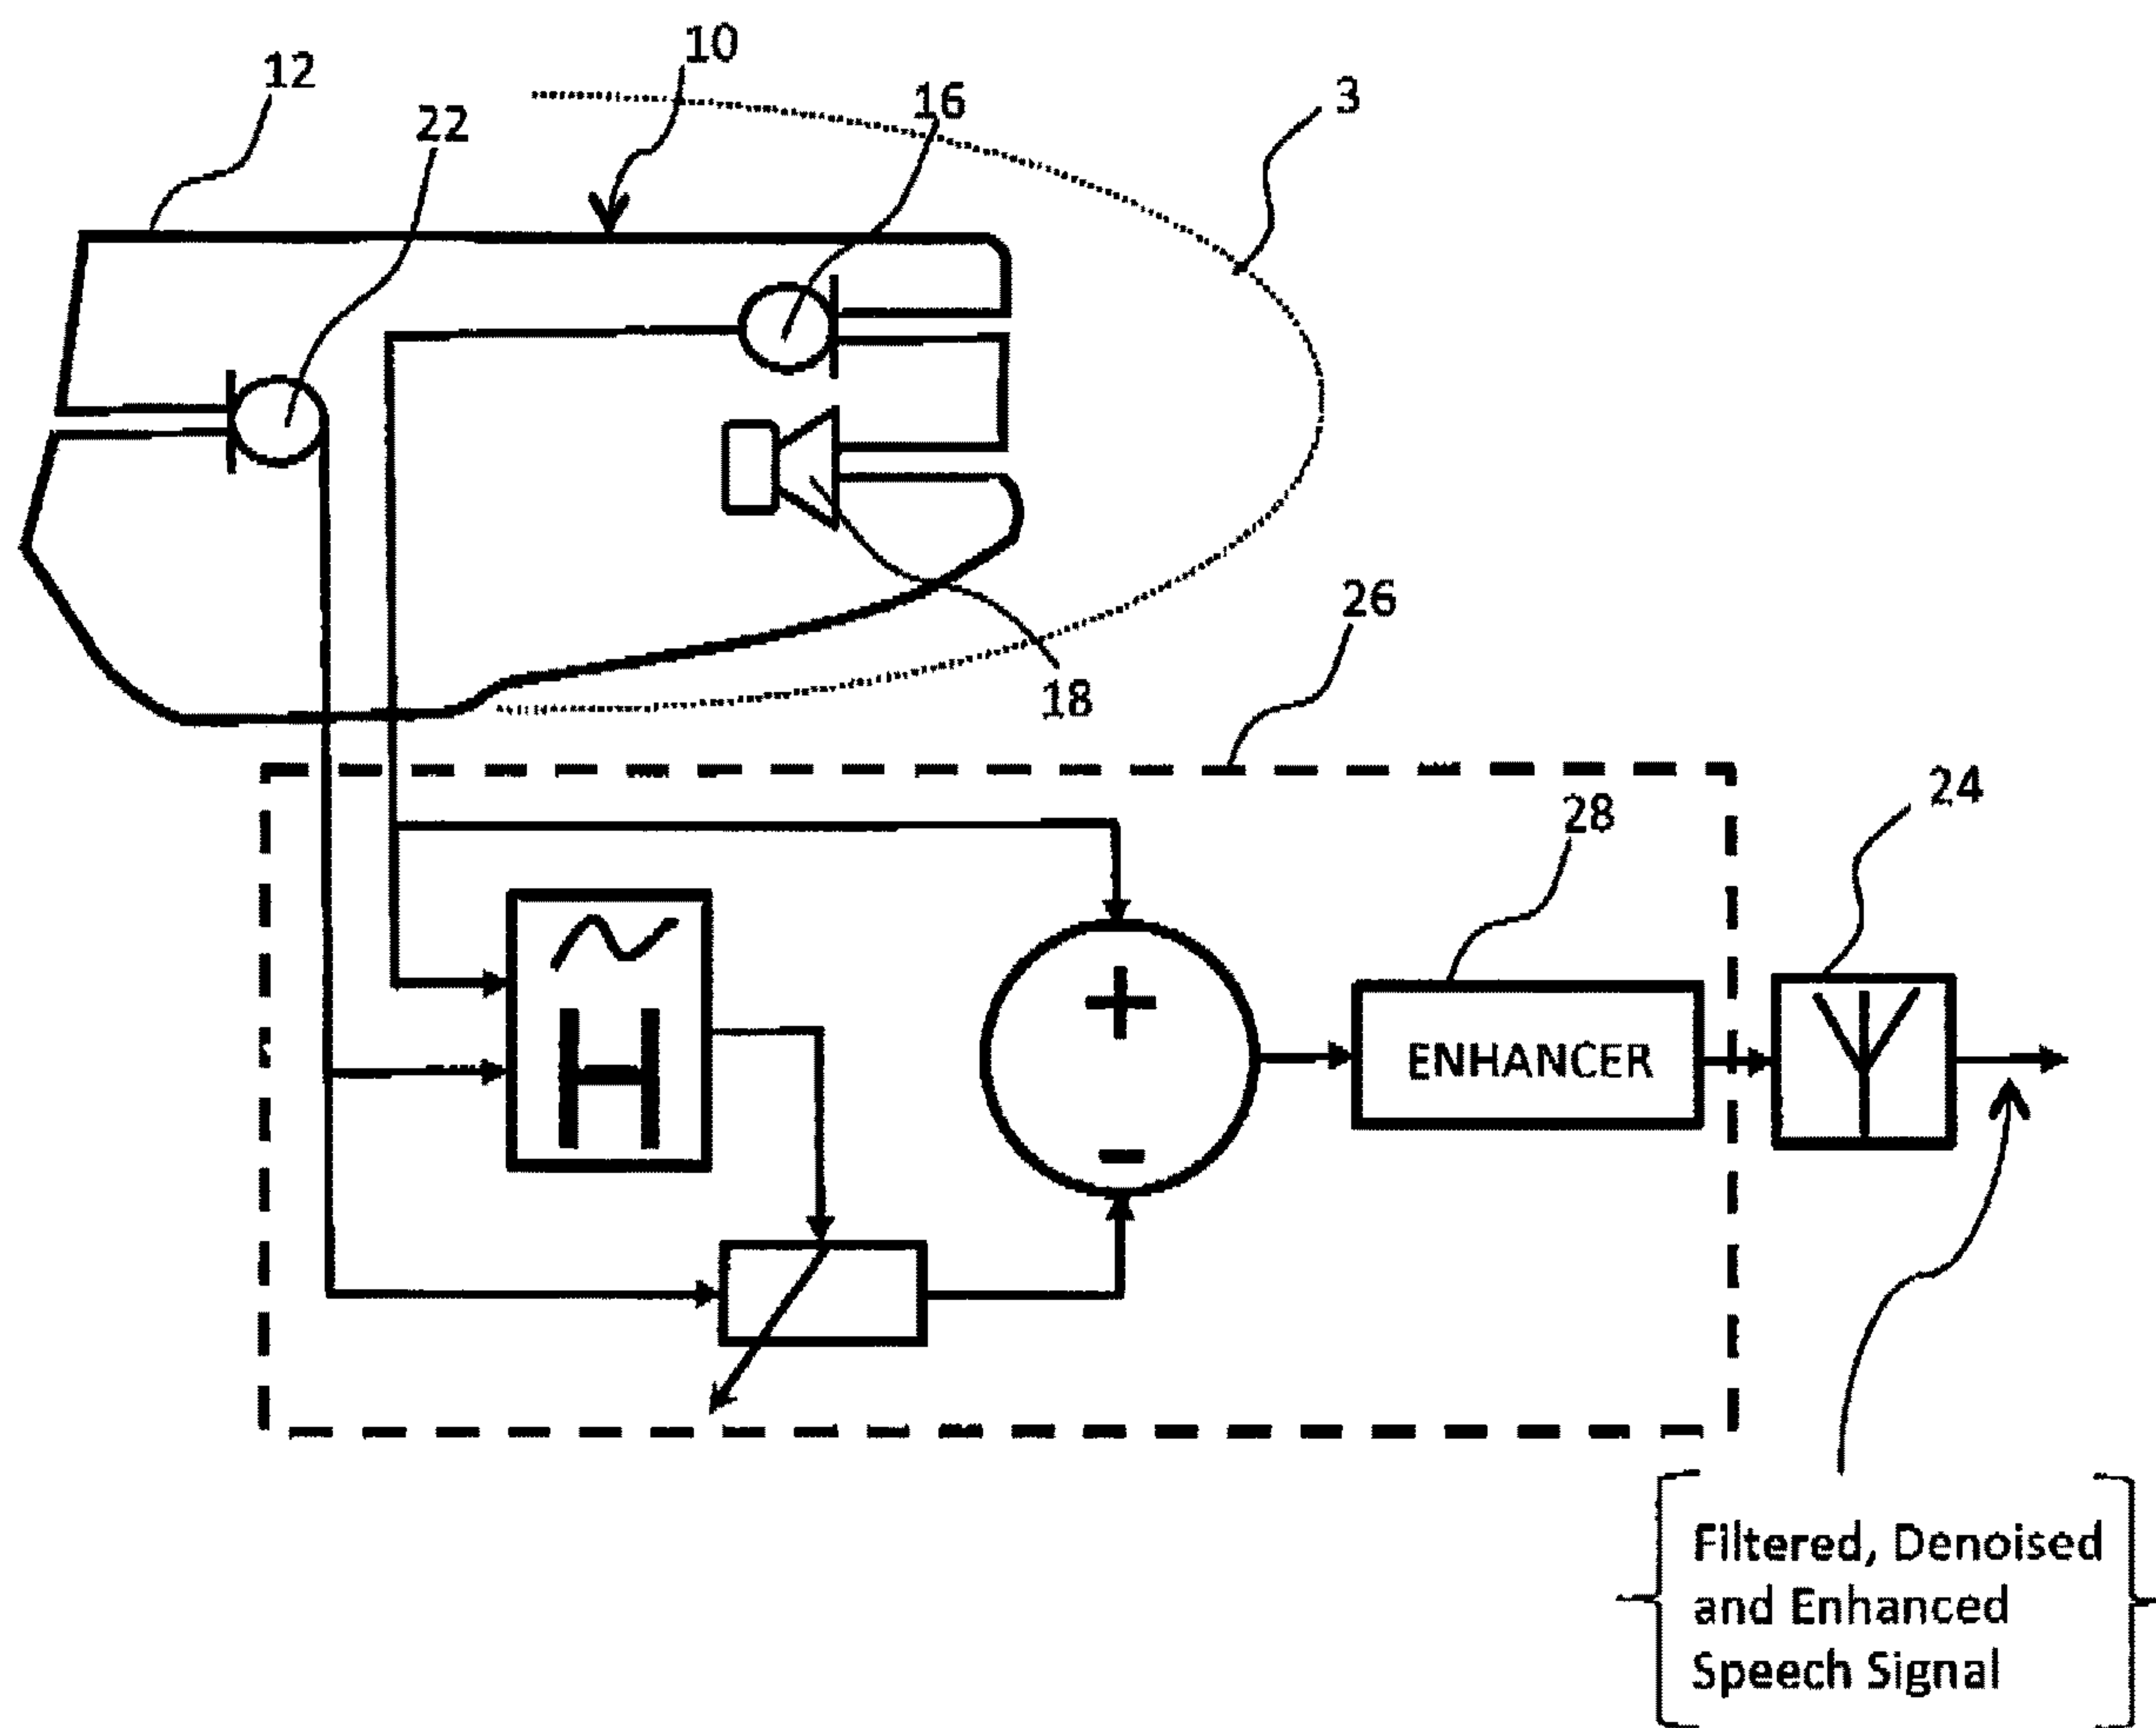 10
12
16
3
22
18
26
24
28
~
H
+
ENHANCER
-
Filtered, Denoised
and Enhanced
Speech Signal